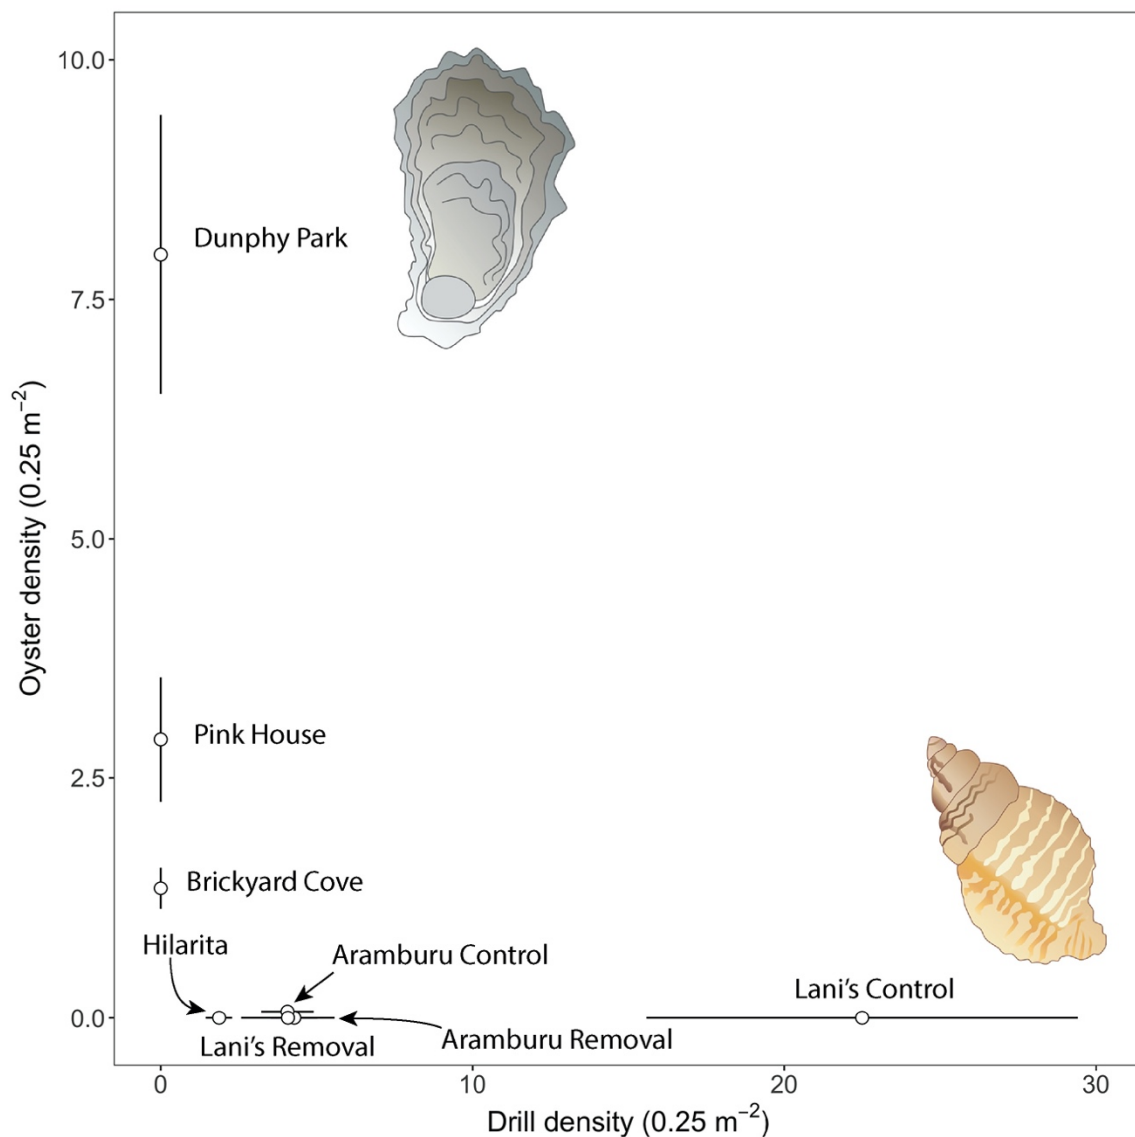 10.0
Dunphy Park
7.5
Oyster density (0.25 m⁻²)
5.0
Pink House
2.5
Brickyard Cove
Hilarita
Aramburu Control
Lani's Control
0.0
Lani's Removal
Aramburu Removal
0
10
20
30
Drill density (0.25 m⁻²)